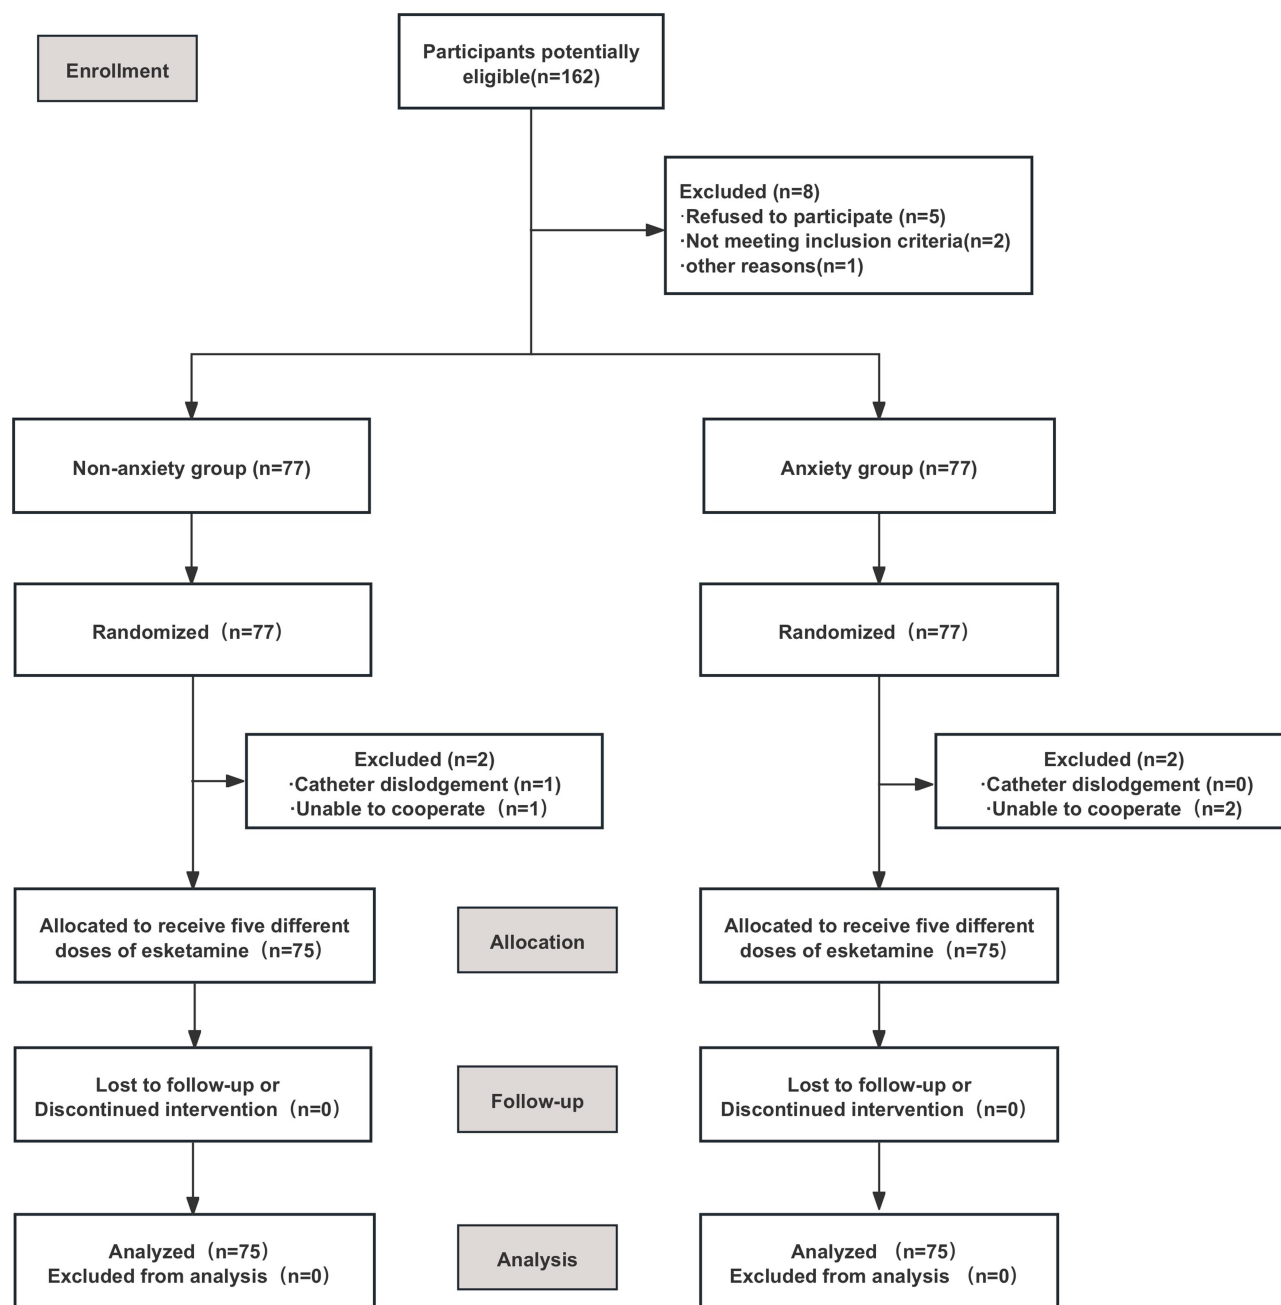 Enrollment
Participants potentially
eligible(n=162)
Excluded (n=8)
·Refused to participate (n=5)
·Not meeting inclusion criteria(n=2)
·other reasons(n=1)
Non-anxiety group (n=77)
Anxiety group (n=77)
Randomized（n=77）
Randomized（n=77）
Excluded (n=2)
·Catheter dislodgement (n=1)
·Unable to cooperate（n=1）
Excluded (n=2)
·Catheter dislodgement (n=0)
·Unable to cooperate（n=2)
Allocated to receive five different
doses of esketamine（n=75）
Allocation
Allocated to receive five different
doses of esketamine（n=75）
Lost to follow-up or
Discontinued intervention（n=0）
Follow-up
Lost to follow-up or
Discontinued intervention（n=0）
Analyzed（n=75）
Excluded from analysis（n=0）
Analysis
Analyzed （n=75）
Excluded from analysis （n=0）